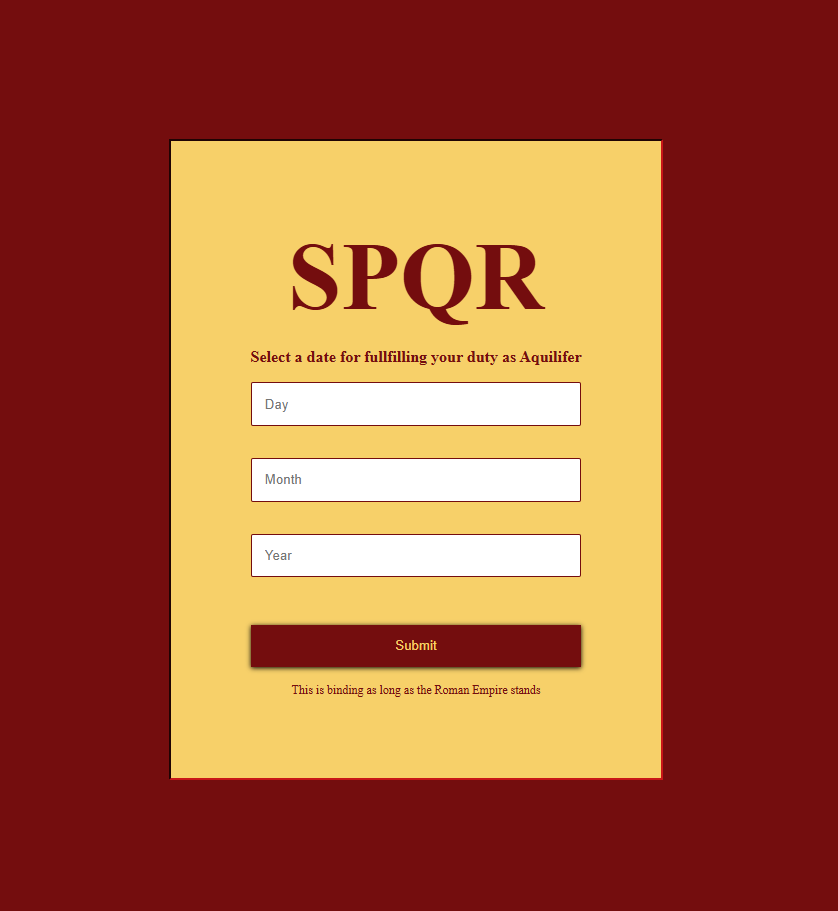 SPQR
Select a date for fullfilling your duty as Aquilifer
Day
Month
Year
Submit
This is binding as long as the Roman Empire stands